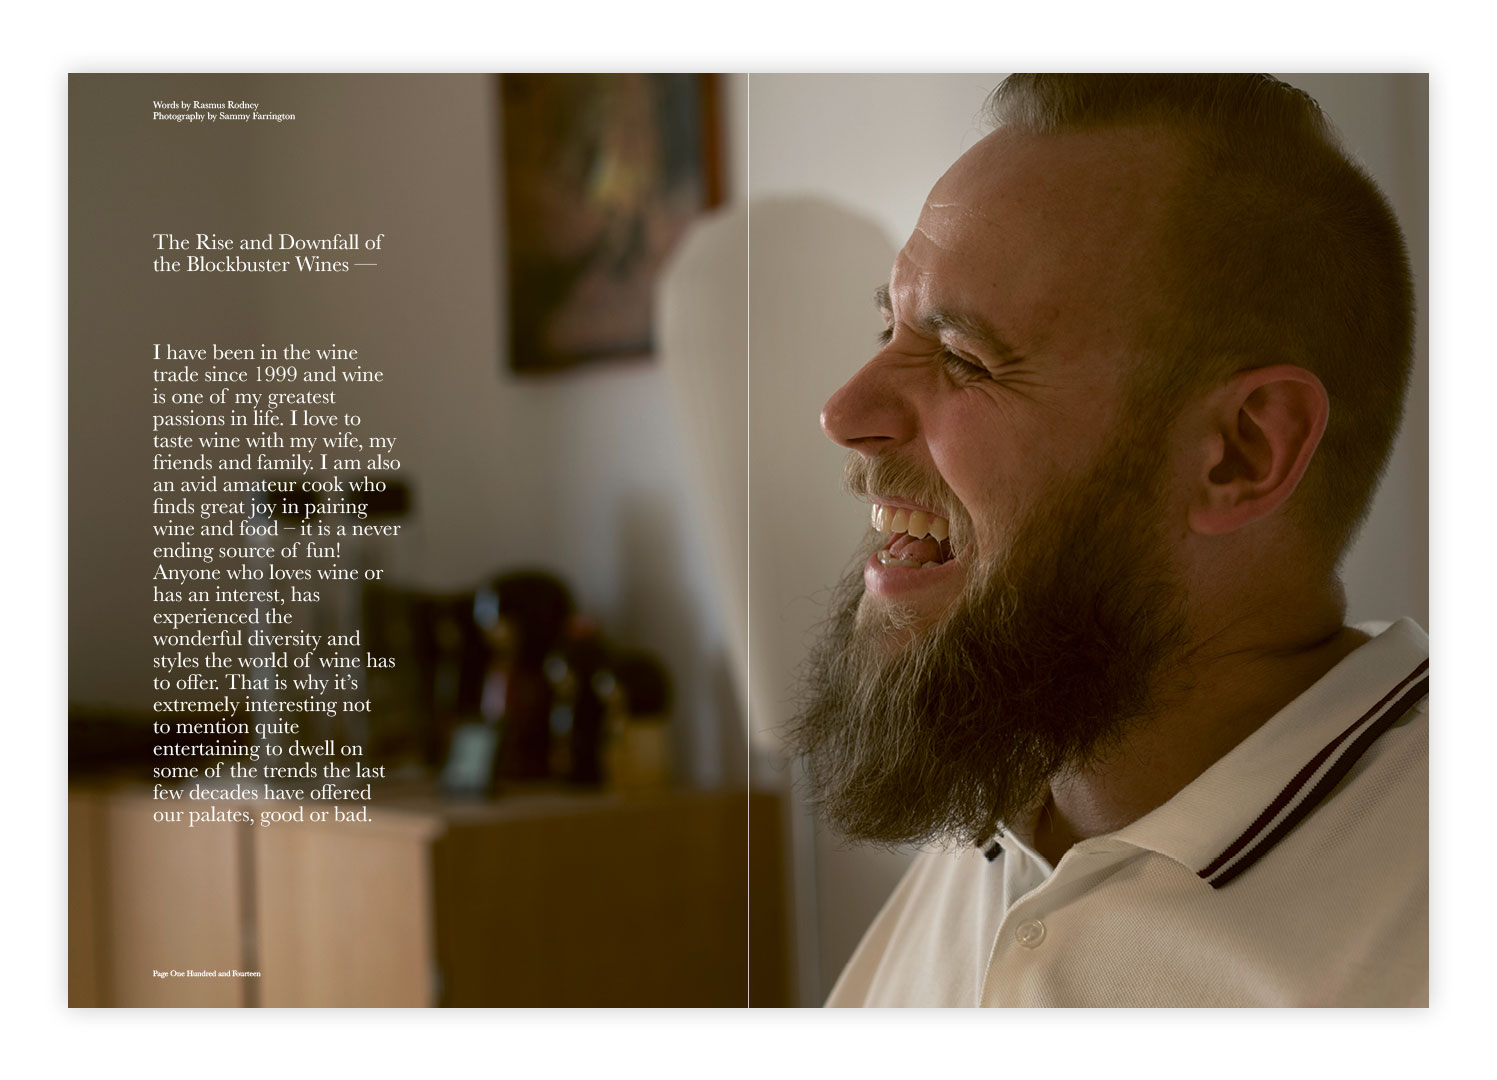 Words by Rasmus Rodney
Photography by Sammy Farrington
The Rise and Downfall of
the Blockbuster Wines —
I have been in the wine
trade since 1999 and wine
is one of my greatest
passions in life. I love to
taste wine with my wife, my
friends and family. I am also
an avid amateur cook who
finds great joy in pairing
wine and food – it is a never
ending source of fun!
Anyone who loves wine or
has an interest, has
experienced the
wonderful diversity and
styles the world of wine has
to offer. That is why it’s
extremely interesting not
to mention quite
entertaining to dwell on
some of the trends the last
few decades have offered
our palates, good or bad.
Page One Hundred and Fourteen